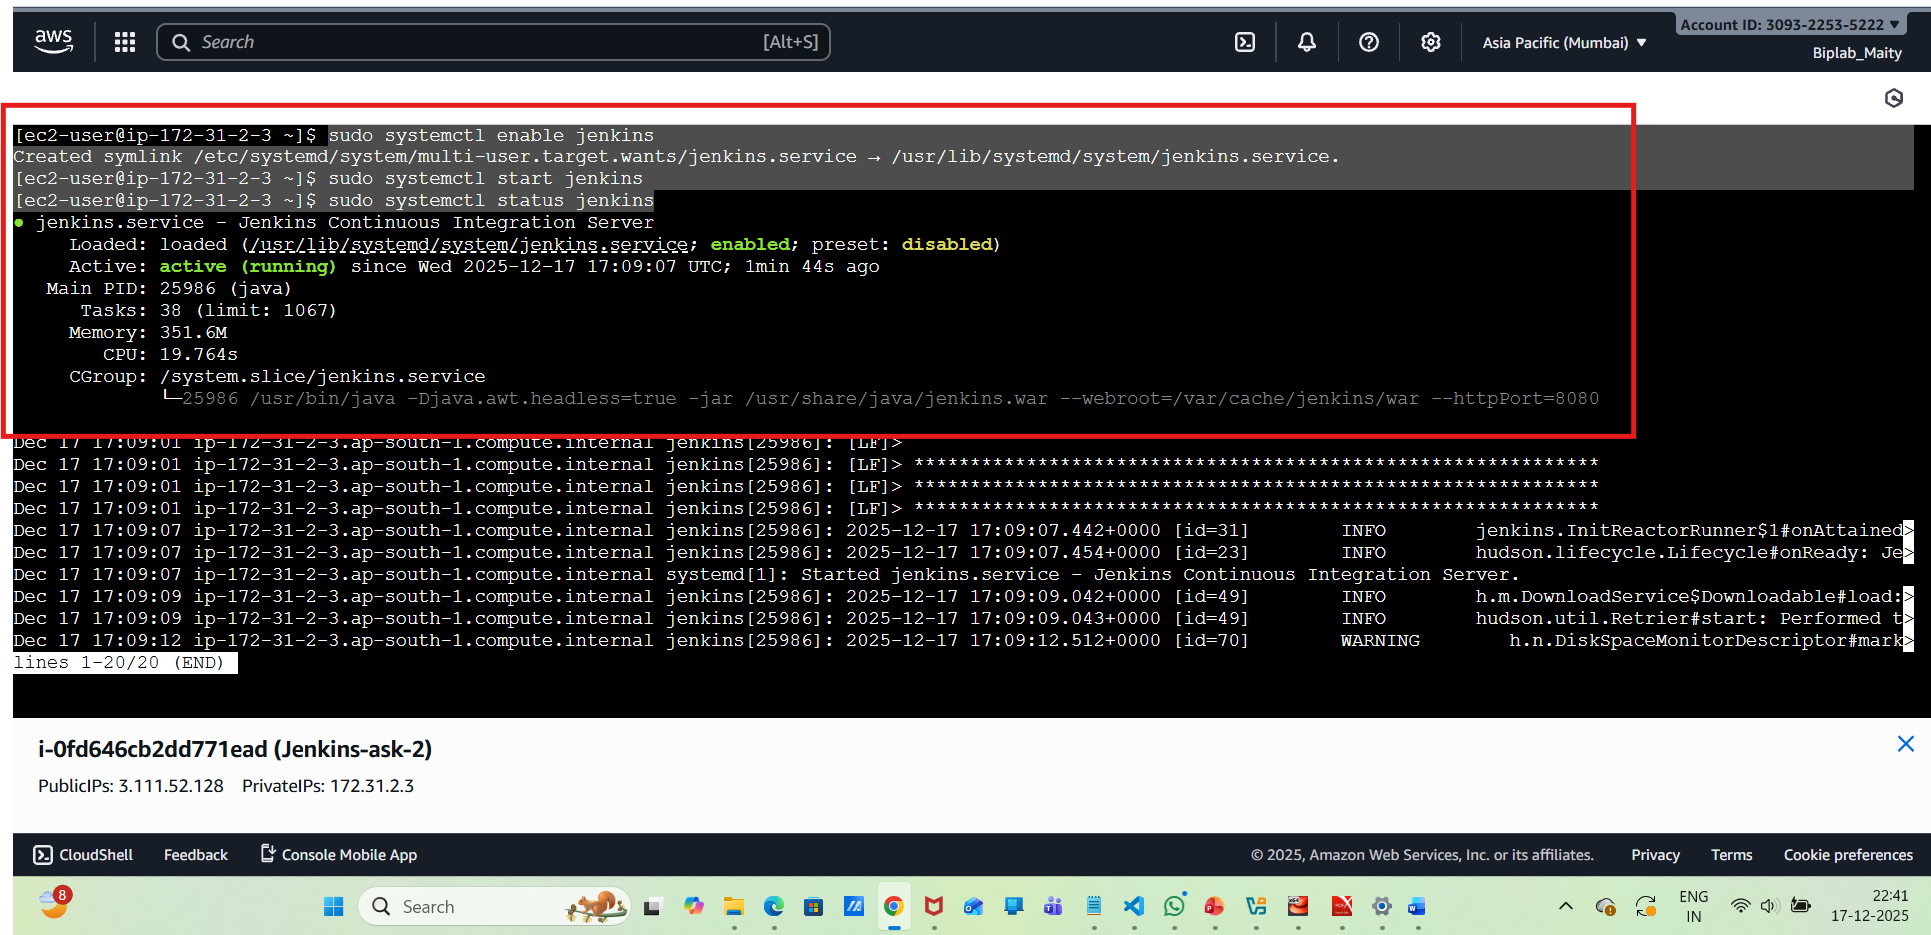 aws
Search [Alt+S]
Asia Pacific (Mumbai) ▼
Account ID: 3093-2253-5222 ▼
Biplab_Maity
[ec2-user@ip-172-31-2-3 ~]$ sudo systemctl enable jenkins
Created symlink /etc/systemd/system/multi-user.target.wants/jenkins.service → /usr/lib/systemd/system/jenkins.service.
[ec2-user@ip-172-31-2-3 ~]$ sudo systemctl start jenkins
[ec2-user@ip-172-31-2-3 ~]$ sudo systemctl status jenkins
● jenkins.service - Jenkins Continuous Integration Server
Loaded: loaded (/usr/lib/systemd/system/jenkins.service; enabled; preset: disabled)
Active: active (running) since Wed 2025-12-17 17:09:07 UTC; 1min 44s ago
Main PID: 25986 (java)
Tasks: 38 (limit: 1067)
Memory: 351.6M
CPU: 19.764s
CGroup: /system.slice/jenkins.service
└─25986 /usr/bin/java -Djava.awt.headless=true -jar /usr/share/java/jenkins.war --webroot=/var/cache/jenkins/war --httpPort=8080
Dec 17 17:09:01 ip-172-31-2-3.ap-south-1.compute.internal jenkins[25986]: [LF]>
Dec 17 17:09:01 ip-172-31-2-3.ap-south-1.compute.internal jenkins[25986]: [LF]> *************************************************************
Dec 17 17:09:01 ip-172-31-2-3.ap-south-1.compute.internal jenkins[25986]: [LF]> *************************************************************
Dec 17 17:09:01 ip-172-31-2-3.ap-south-1.compute.internal jenkins[25986]: [LF]> *************************************************************
Dec 17 17:09:07 ip-172-31-2-3.ap-south-1.compute.internal jenkins[25986]: 2025-12-17 17:09:07.442+0000 [id=31] INFO jenkins.InitReactorRunner$1#onAttained>
Dec 17 17:09:07 ip-172-31-2-3.ap-south-1.compute.internal jenkins[25986]: 2025-12-17 17:09:07.454+0000 [id=23] INFO hudson.lifecycle.Lifecycle#onReady: Je>
Dec 17 17:09:07 ip-172-31-2-3.ap-south-1.compute.internal systemd[1]: Started jenkins.service - Jenkins Continuous Integration Server.
Dec 17 17:09:09 ip-172-31-2-3.ap-south-1.compute.internal jenkins[25986]: 2025-12-17 17:09:09.042+0000 [id=49] INFO h.m.DownloadService$Downloadable#load:>
Dec 17 17:09:09 ip-172-31-2-3.ap-south-1.compute.internal jenkins[25986]: 2025-12-17 17:09:09.043+0000 [id=49] INFO hudson.util.Retrier#start: Performed t>
Dec 17 17:09:12 ip-172-31-2-3.ap-south-1.compute.internal jenkins[25986]: 2025-12-17 17:09:12.512+0000 [id=70] WARNING h.n.DiskSpaceMonitorDescriptor#mark>
lines 1-20/20 (END)
i-0fd646cb2dd771ead (Jenkins-ask-2)
PublicIPs: 3.111.52.128 PrivateIPs: 172.31.2.3
CloudShell Feedback Console Mobile App © 2025, Amazon Web Services, Inc. or its affiliates. Privacy Terms Cookie preferences
8
Search
ENG
IN
22:41
17-12-2025